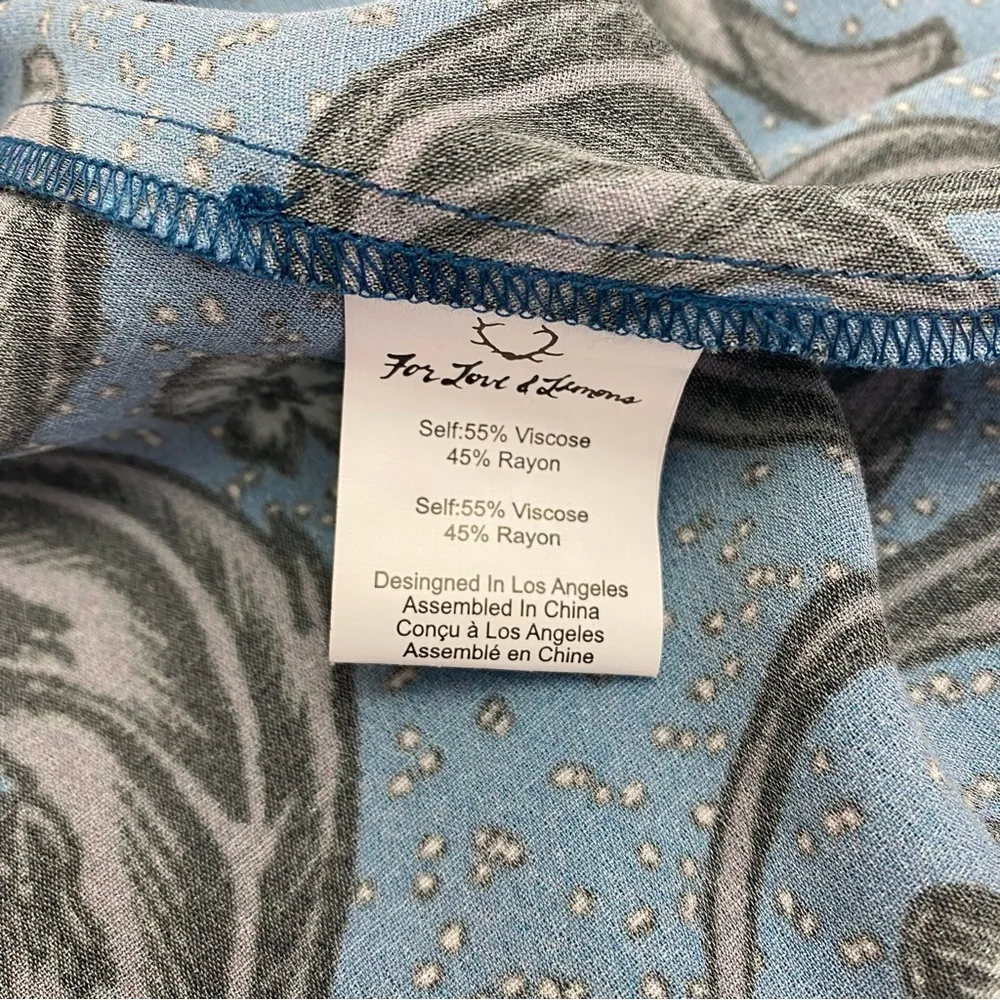 For Love & Lemons
Self:55% Viscose
45% Rayon
Self:55% Viscose
45% Rayon
Desingned In Los Angeles
Assembled In China
Conçu à Los Angeles
Assemblé en Chine